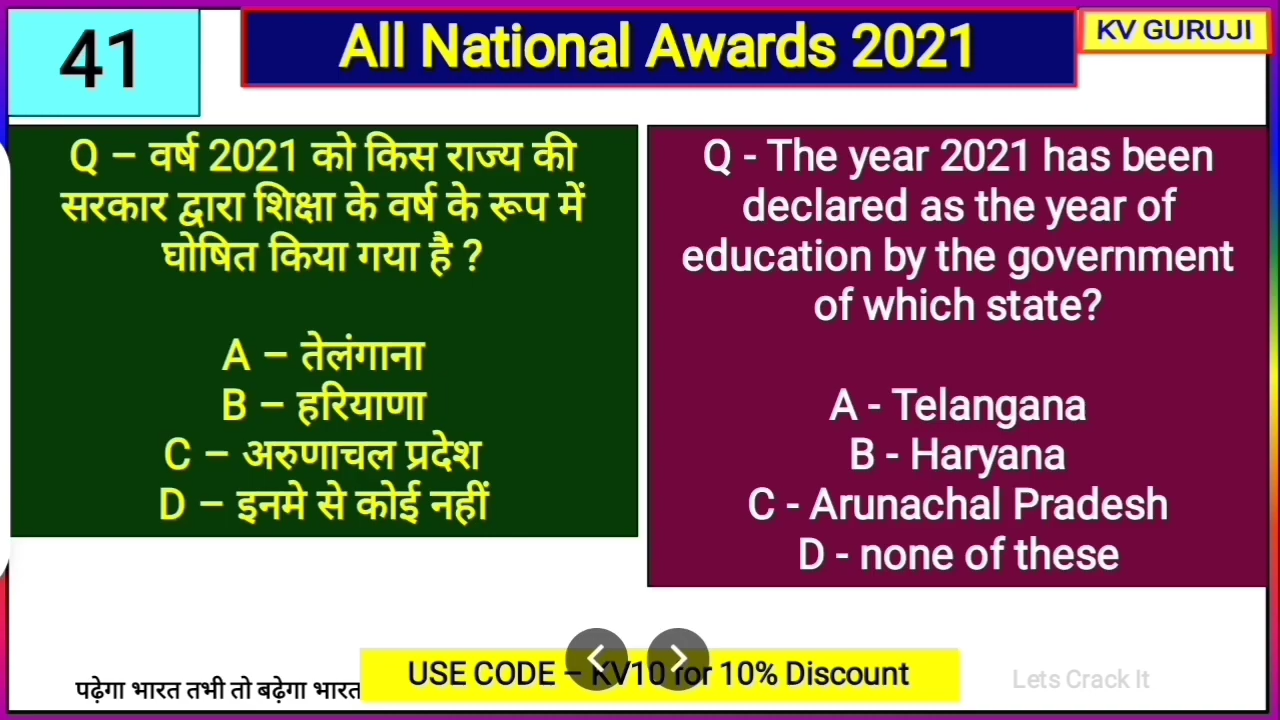 41
All National Awards 2021
KV GURUJI
Q – वर्ष 2021 को किस राज्य की
सरकार द्वारा शिक्षा के वर्ष के रूप में
घोषित किया गया है ?
A – तेलंगाना
B – हरियाणा
C – अरुणाचल प्रदेश
D – इनमे से कोई नहीं
Q - The year 2021 has been
declared as the year of
education by the government
of which state?
A - Telangana
B - Haryana
C - Arunachal Pradesh
D - none of these
पढ़ेगा भारत तभी तो बढ़ेगा भारत
USE CODE – KV10 for 10% Discount
Lets Crack It